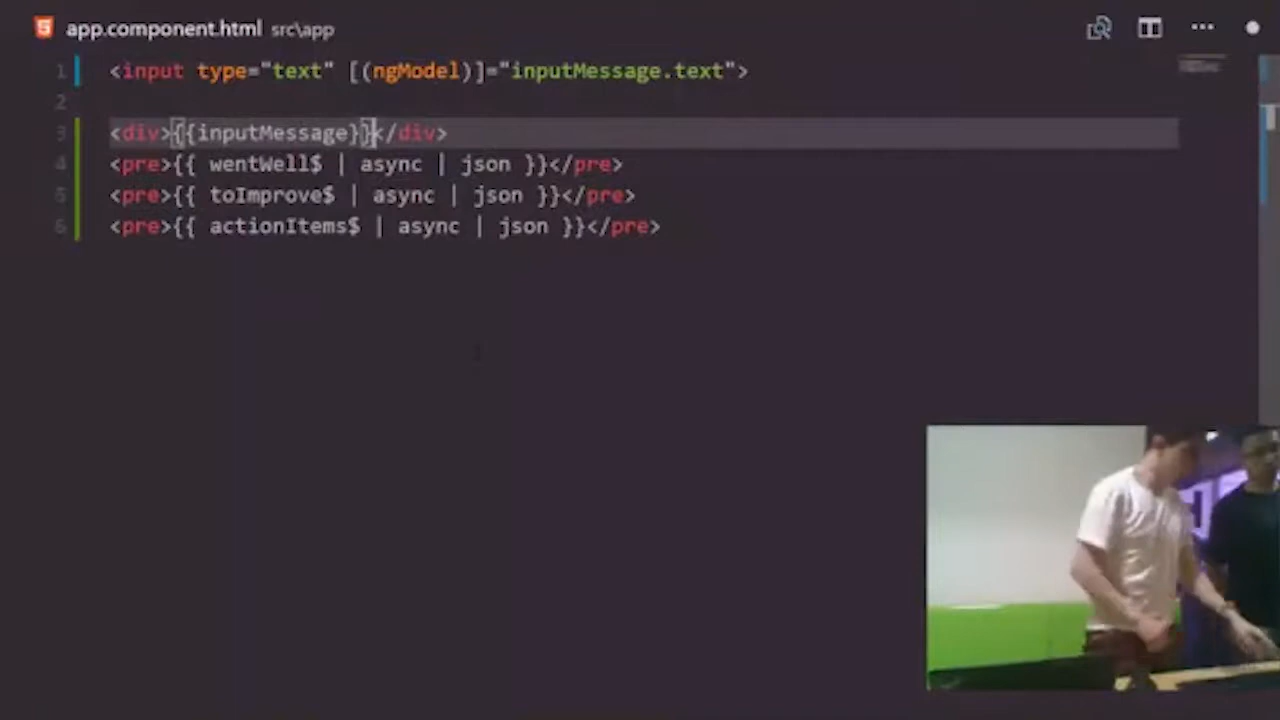 app.component.html src\app
1 <input type="text" [(ngModel)]="inputMessage.text">
2
3 <div>{{inputMessage}}</div>
4 <pre>{{ wentWell$ | async | json }}</pre>
5 <pre>{{ toImprove$ | async | json }}</pre>
6 <pre>{{ actionItems$ | async | json }}</pre>